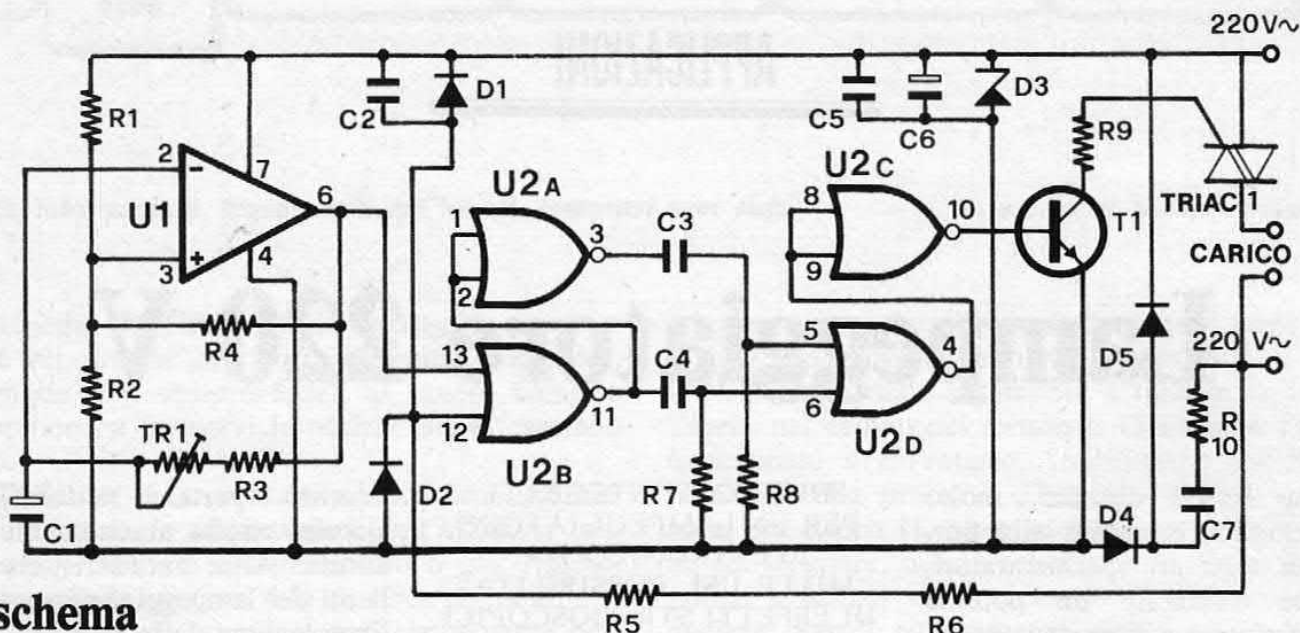 220 V~
R1
C2
D1
C5
C6
D3
R9
2
7
U1
6
3
4
U2A
1
2
3
C3
U2C
8
9
10
T1
TRIAC 1
CARICO
R4
R2
13
12
11
C4
5
6
4
D5
220 V~
TR1
R3
U2B
U2D
R
10
C1
D2
R7
R8
D4
C7
schema
R5
R6